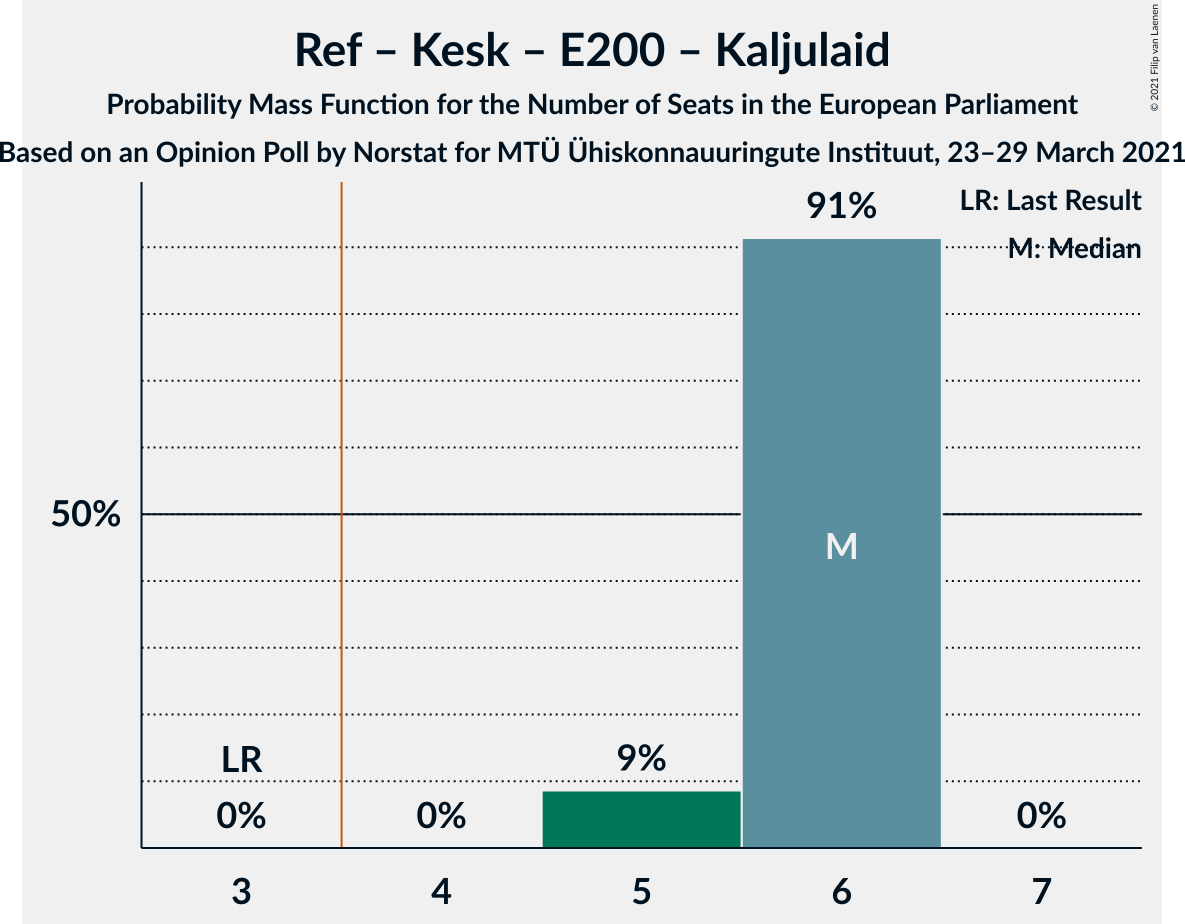 Ref – Kesk – E200 – Kaljulaid
Probability Mass Function for the Number of Seats in the European Parliament
Based on an Opinion Poll by Norstat for MTÜ Ühiskonnauuringute Instituut, 23–29 March 2021
© 2021 Filip van Laenen
LR: Last Result
M: Median
91%
50%
M
LR
9%
0%
0%
0%
3
4
5
6
7